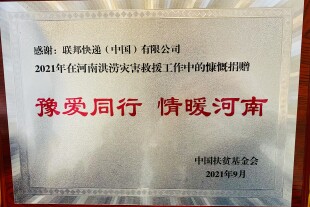 感谢：联邦快递（中国）有限公司
2021年在河南洪涝灾害救援工作中的慷慨捐赠
豫爱同行 情暖河南
中国扶贫基金会
2021年9月